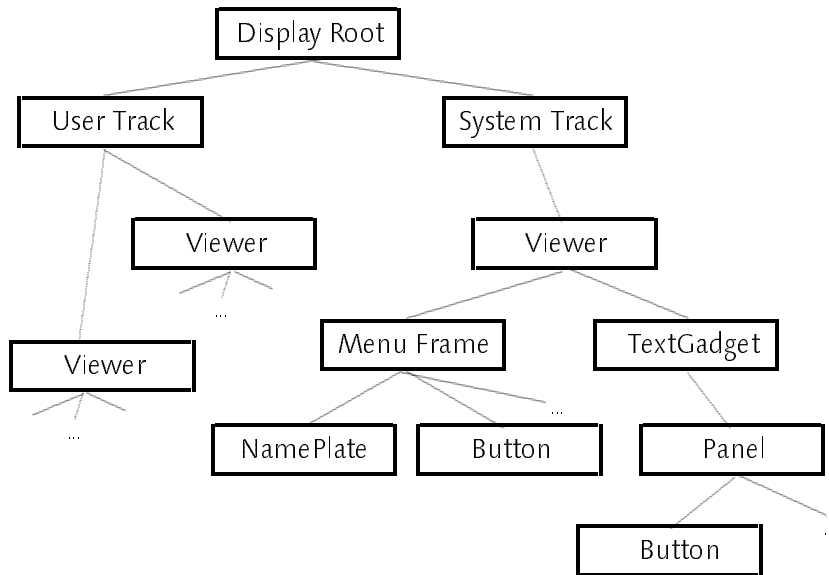 Display Root
User Track
System Track
Viewer
Viewer
...
Menu Frame
TextGadget
Viewer
...
...
NamePlate
Button
Panel
Button